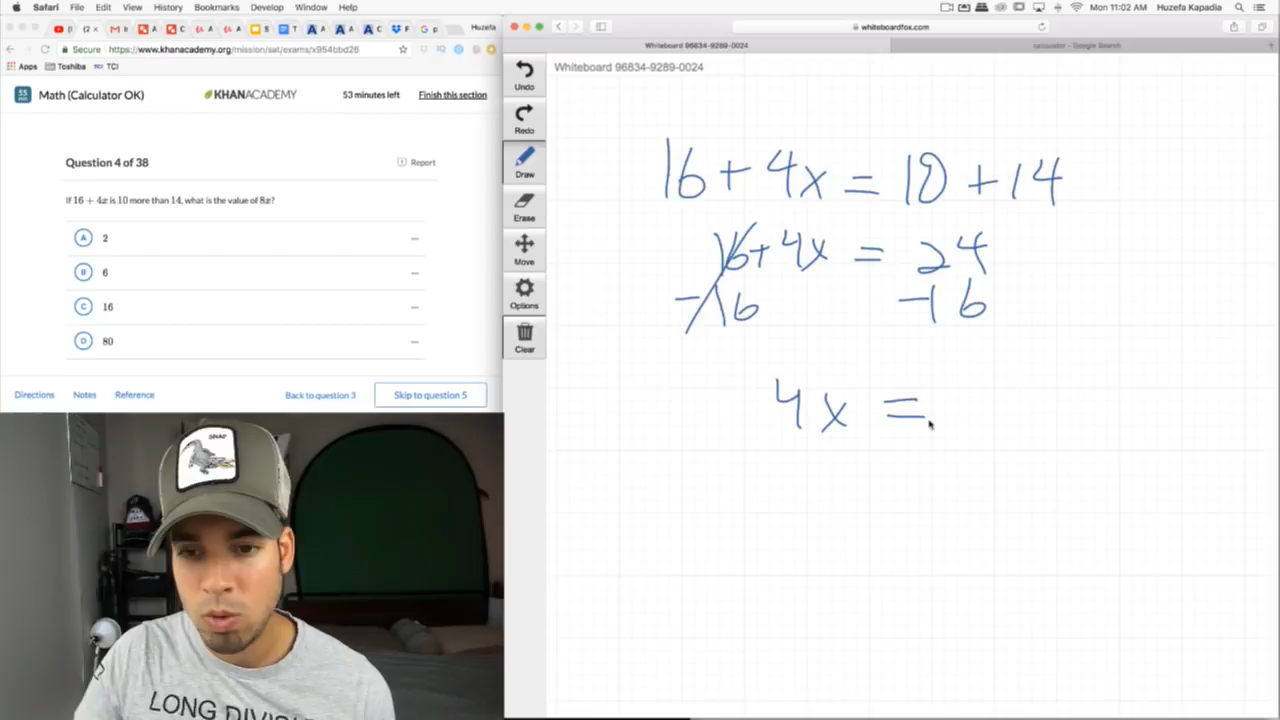 Safari File Edit View History Bookmarks Develop Window Help
Mon 11:02 AM Huzefa Kapadia
Huzefa
Secure https://www.khanacademy.org/mission/sat/exams/x954bbd26
Apps Toshiba TCI
whiteboardfox.com
Whiteboard 96834-9289-0024
calculator - Google Search
Math (Calculator OK)
KHANACADEMY
53 minutes left
Finish this section
Question 4 of 38
Report
If 16 + 4x is 10 more than 14, what is the value of 8x?
A 2
B 6
C 16
D 80
Directions Notes Reference
Back to question 3
Skip to question 5
Whiteboard 96834-9289-0024
Undo
Redo
Draw
Erase
Move
Options
Clear
16 + 4x = 10 + 14
16 + 4x = 24
-16 -16
4x =
SNAP
LONG DIVISI